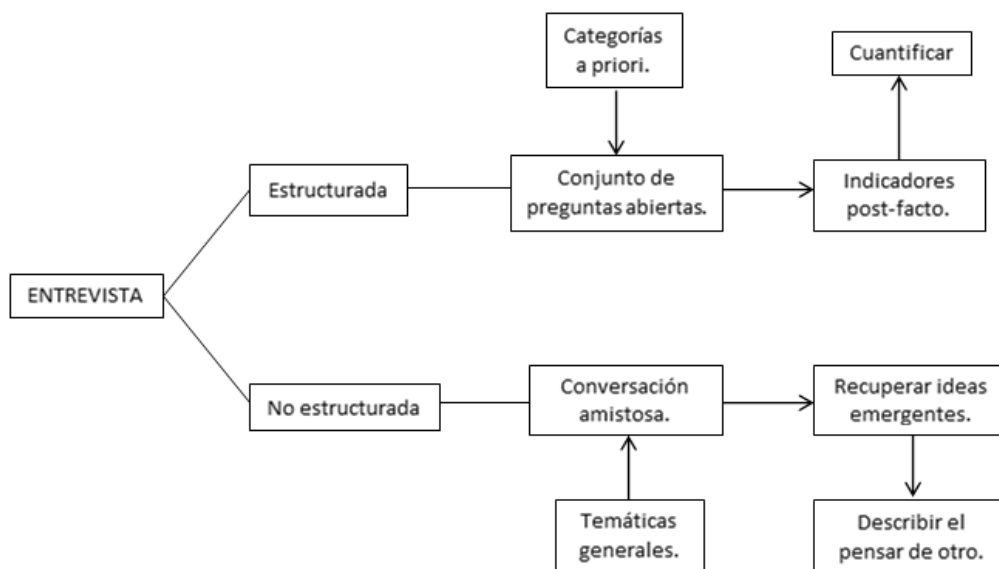 Categorías
a priori.
Cuantificar
Estructurada
Conjunto de
preguntas abiertas.
Indicadores
post-facto.
ENTREVISTA
No estructurada
Conversación
amistosa.
Recuperar ideas
emergentes.
Temáticas
generales.
Describir el
pensar de otro.